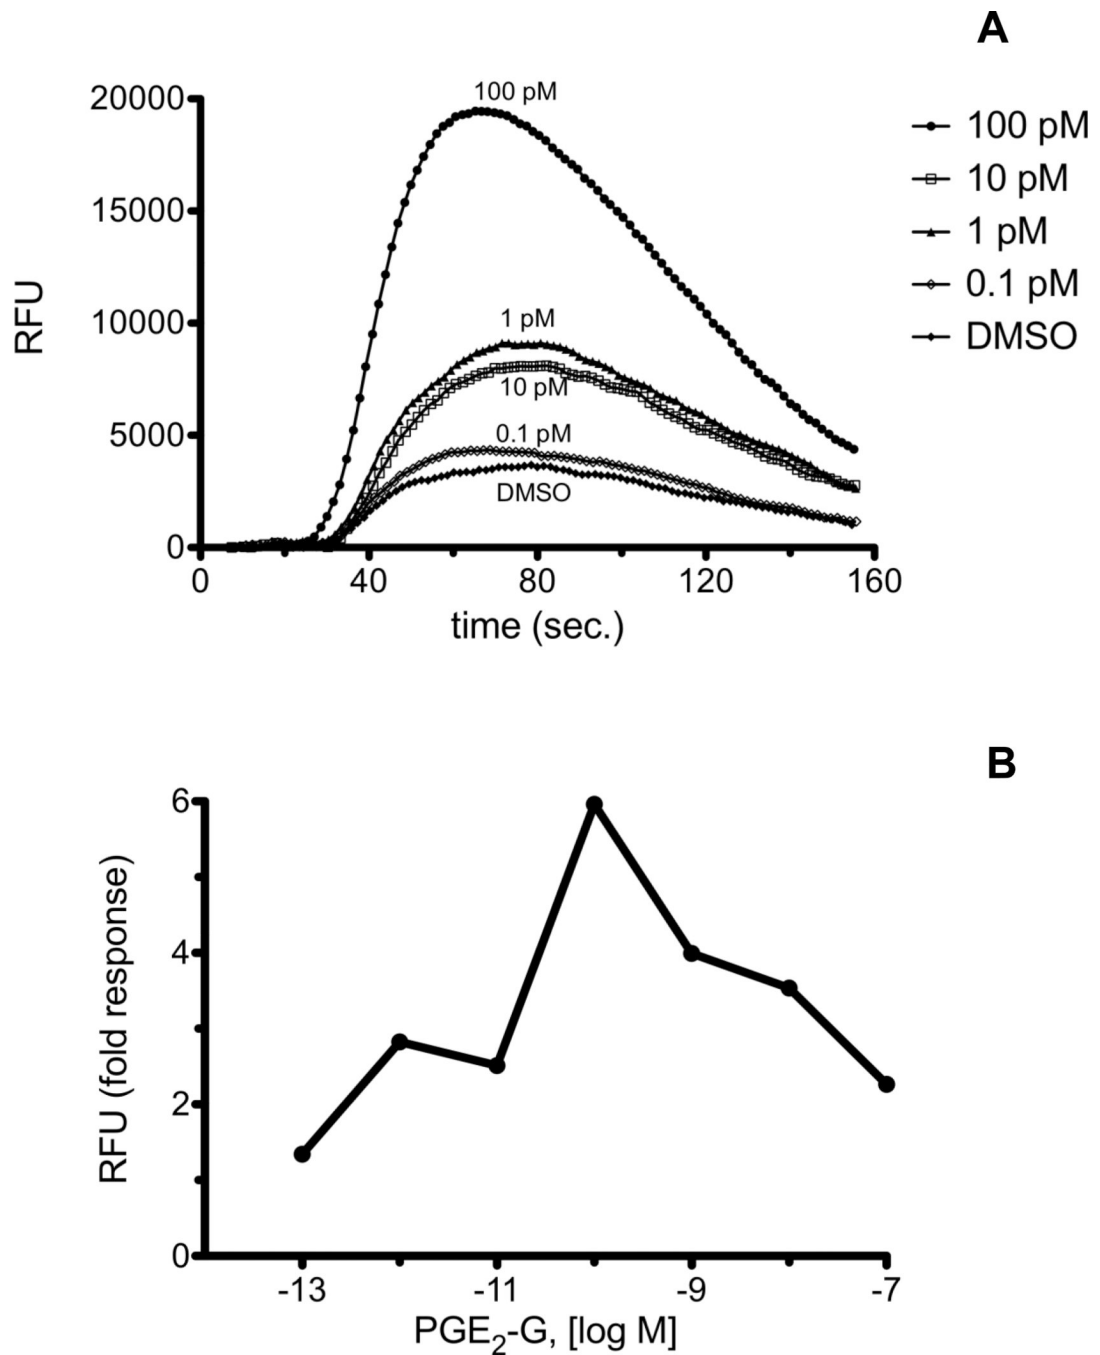 A
20000
15000
10000
5000
0
RFU
100 pM
1 pM
10 pM
0.1 pM
DMSO
0 40 80 120 160
time (sec.)
100 pM
10 pM
1 pM
0.1 pM
DMSO
B
6
4
2
0
RFU (fold response)
-13 -11 -9 -7
PGE₂-G, [log M]